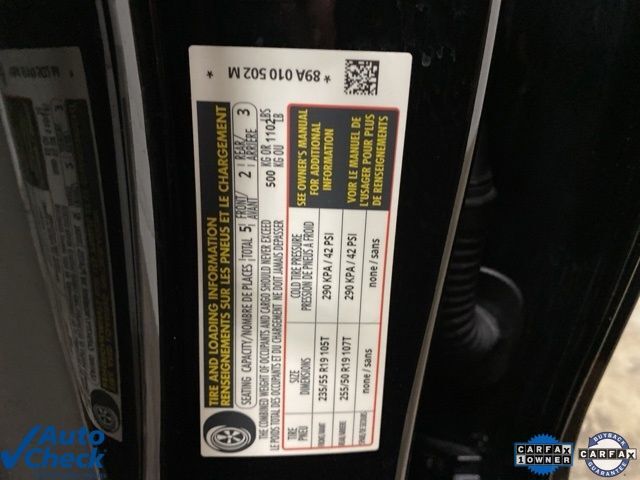 TIRE AND LOADING INFORMATION
RENSEIGNEMENTS SUR LES PNEUS ET LE CHARGEMENT
SEATING CAPACITY/NOMBRE DE PLACES TOTAL 5 FRONT/AVANT 2 REAR/ARRIÈRE 3
THE COMBINED WEIGHT OF OCCUPANTS AND CARGO SHOULD NEVER EXCEED 500 KG OR 1102 LBS
LE POIDS TOTAL DES OCCUPANTS ET DU CHARGEMENT NE DOIT JAMAIS DÉPASSER KG OU LB
TIRE SIZE COLD TIRE PRESSURE
PNEU DIMENSIONS PRESSION DE PNEUS À FROID
235/55 R19 105T 290 KPA / 42 PSI
255/50 R19 107T 290 KPA / 42 PSI
none / sans none / sans
SEE OWNER'S MANUAL
FOR ADDITIONAL
INFORMATION
VOIR LE MANUEL DE
L'USAGER POUR PLUS
DE RENSEIGNEMENTS
* 89A 010 502 M *
Auto
Check
CARFAX
1 OWNER
BUYBACK
CARFAX